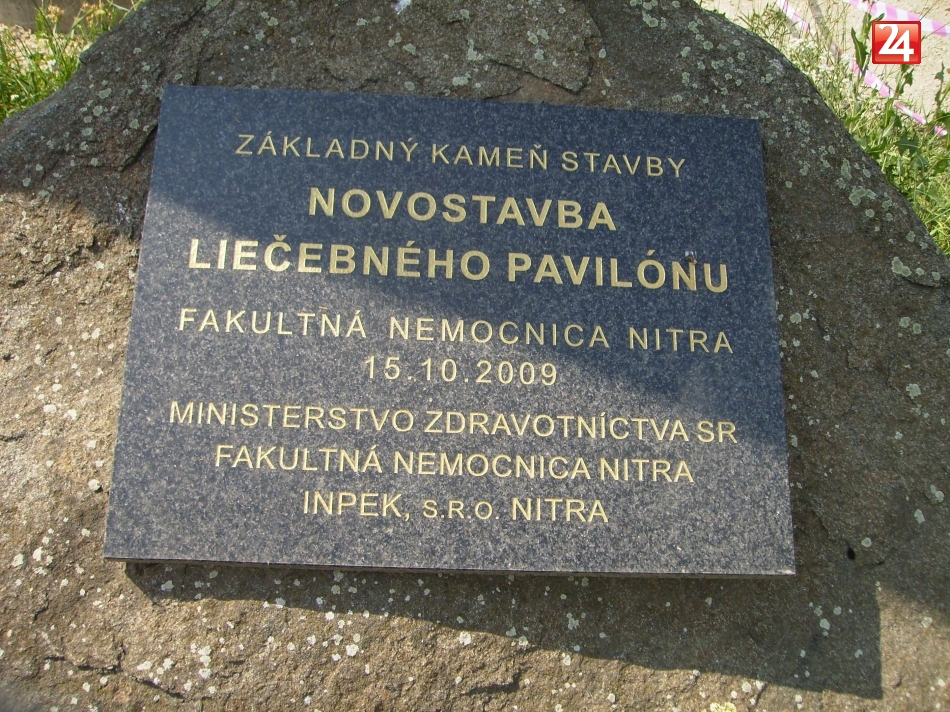 24
ZÁKLADNÝ KAMEŇ STAVBY
NOVOSTAVBA
LIEČEBNÉHO PAVILÓNU
FAKULTNÁ NEMOCNICA NITRA
15.10.2009
MINISTERSTVO ZDRAVOTNÍCTVA SR
FAKULTNÁ NEMOCNICA NITRA
INPEK, S.R.O. NITRA